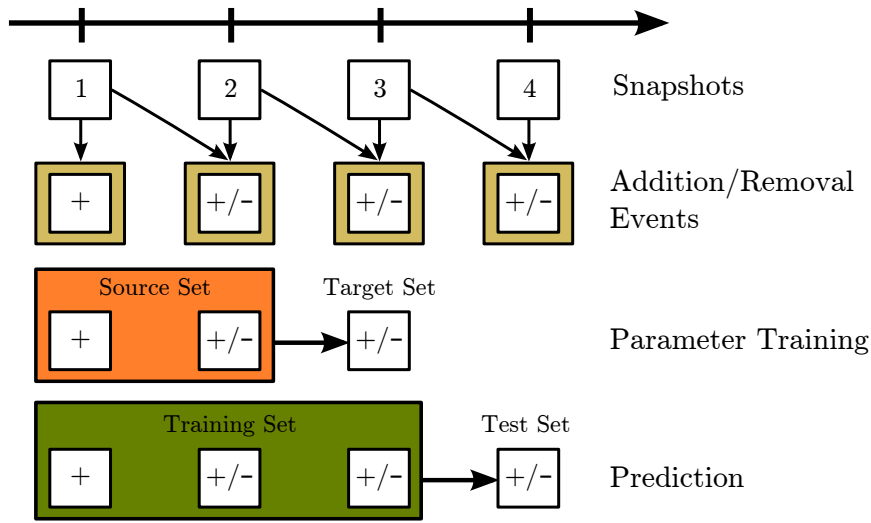 1 2 3 4 Snapshots
+ +/- +/- +/- Addition/Removal
Events
Source Set Target Set
+ +/- +/- Parameter Training
Training Set Test Set
+ +/- +/- +/- Prediction